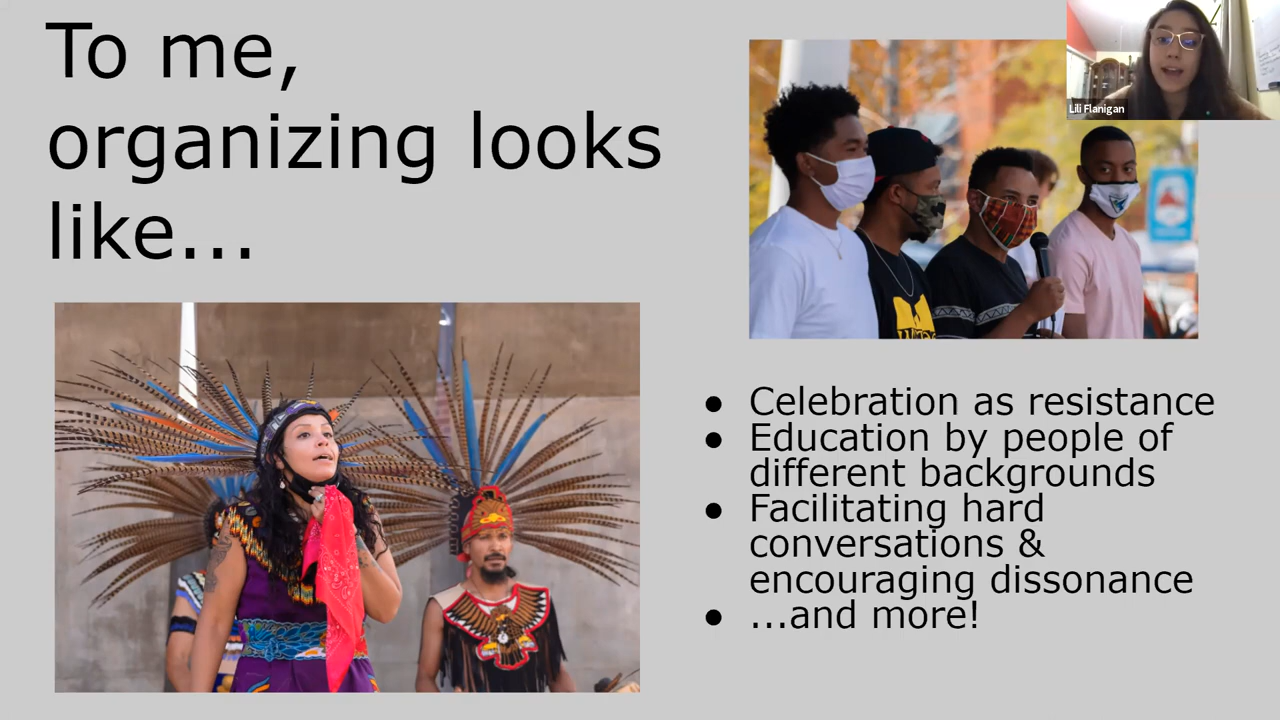 To me,
organizing looks
like...
Lili Flanigan
● Celebration as resistance
● Education by people of
different backgrounds
● Facilitating hard
conversations &
encouraging dissonance
● ...and more!